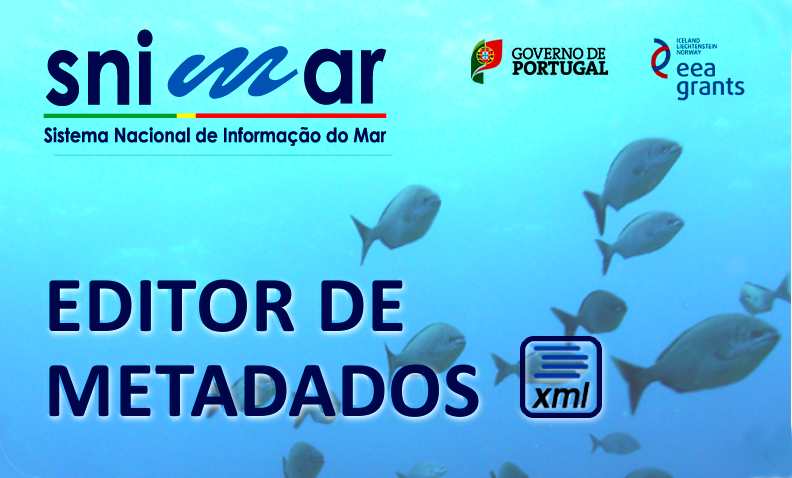 snimar
Sistema Nacional de Informação do Mar
GOVERNO DE
PORTUGAL
ICELAND
LIECHTENSTEIN
NORWAY
eea
grants
EDITOR DE
METADADOS
xml